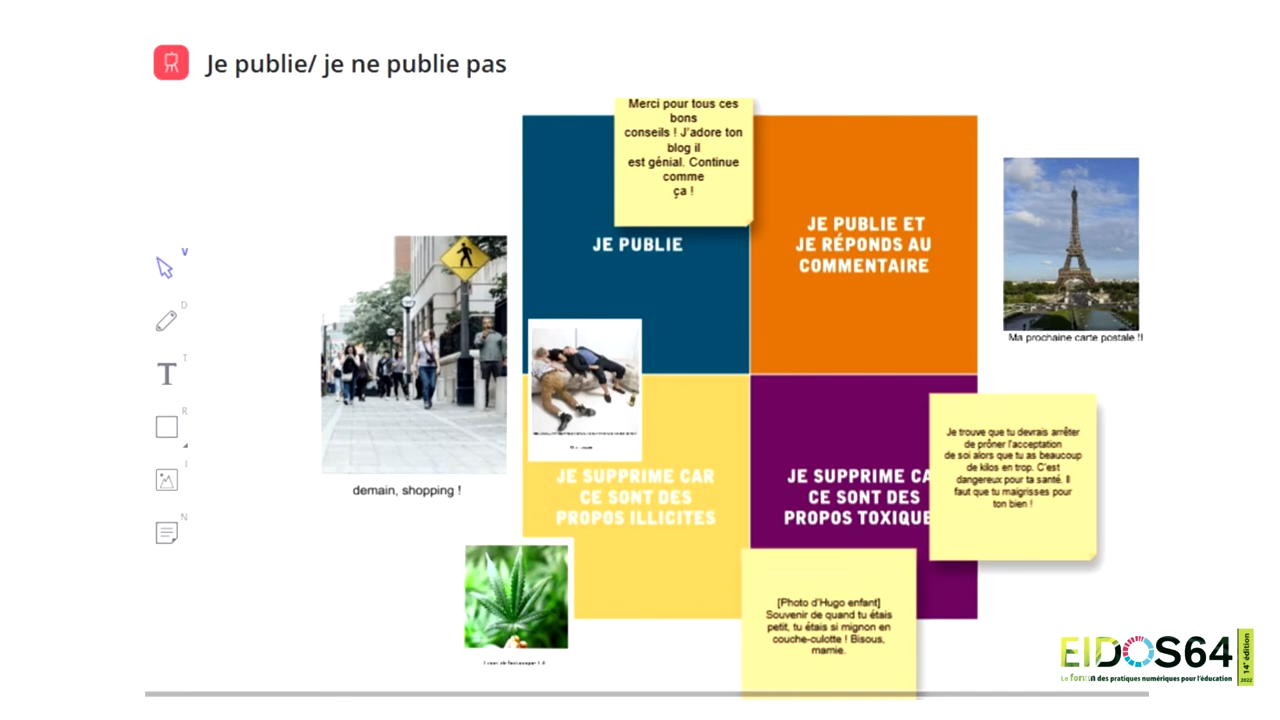 Je publie/ je ne publie pas
Merci pour tous ces
bons
conseils ! J'adore ton
blog il
est génial. Continue
comme
ça !
JE PUBLIE
JE PUBLIE ET
JE RÉPONDS AU
COMMENTAIRE
V
D
T
T
R
I
N
Ma prochaine carte postale !!
demain, shopping !
JE SUPPRIME CAR
CE SONT DES
PROPOS ILLICITES
JE SUPPRIME CA
CE SONT DES
PROPOS TOXIQUE
Je trouve que tu devrais arrêter
de prôner l'acceptation
de soi alors que tu as beaucoup
de kilos en trop. C'est
dangereux pour ta santé. Il
faut que tu maigrisses pour
ton bien !
[Photo d'Hugo enfant]
Souvenir de quand tu étais
petit, tu étais si mignon en
couche-culotte ! Bisous,
mamie.
EIDOS64
Le forum des pratiques numériques pour l'éducation
14e édition
2022